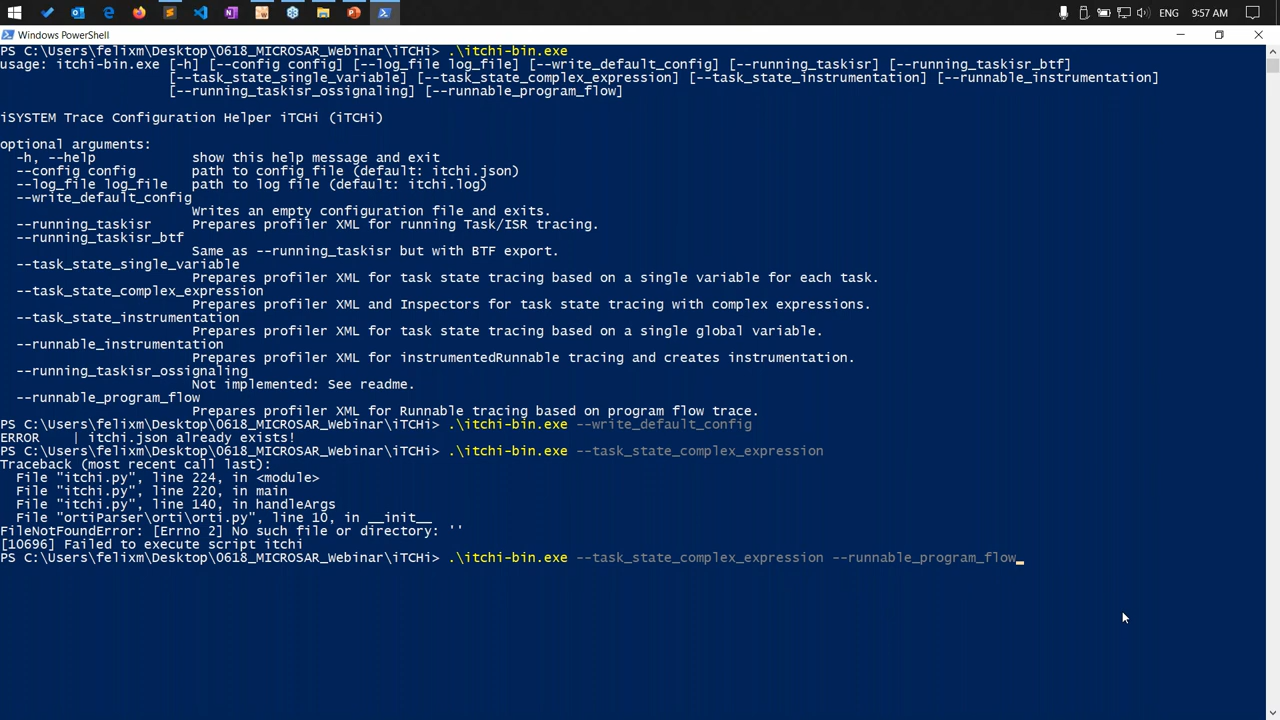 ENG
9:57 AM
Windows PowerShell
PS C:\Users\felixm\Desktop\0618_MICROSAR_Webinar\iTCHi> .\itchi-bin.exe
usage: itchi-bin.exe [-h] [--config config] [--log_file log_file] [--write_default_config] [--running_taskisr] [--running_taskisr_btf]
[--task_state_single_variable] [--task_state_complex_expression] [--task_state_instrumentation] [--runnable_instrumentation]
[--running_taskisr_ossignaling] [--runnable_program_flow]
iSYSTEM Trace Configuration Helper iTCHi (iTCHi)
optional arguments:
-h, --help show this help message and exit
--config config path to config file (default: itchi.json)
--log_file log_file path to log file (default: itchi.log)
--write_default_config
Writes an empty configuration file and exits.
--running_taskisr Prepares profiler XML for running Task/ISR tracing.
--running_taskisr_btf
Same as --running_taskisr but with BTF export.
--task_state_single_variable
Prepares profiler XML for task state tracing based on a single variable for each task.
--task_state_complex_expression
Prepares profiler XML and Inspectors for task state tracing with complex expressions.
--task_state_instrumentation
Prepares profiler XML for task state tracing based on a single global variable.
--runnable_instrumentation
Prepares profiler XML for instrumentedRunnable tracing and creates instrumentation.
--running_taskisr_ossignaling
Not implemented: See readme.
--runnable_program_flow
Prepares profiler XML for Runnable tracing based on program flow trace.
PS C:\Users\felixm\Desktop\0618_MICROSAR_Webinar\iTCHi> .\itchi-bin.exe --write_default_config
ERROR | itchi.json already exists!
PS C:\Users\felixm\Desktop\0618_MICROSAR_Webinar\iTCHi> .\itchi-bin.exe --task_state_complex_expression
Traceback (most recent call last):
File "itchi.py", line 224, in <module>
File "itchi.py", line 220, in main
File "itchi.py", line 140, in handleArgs
File "ortiParser\orti\orti.py", line 10, in __init__
FileNotFoundError: [Errno 2] No such file or directory: ''
[10696] Failed to execute script itchi
PS C:\Users\felixm\Desktop\0618_MICROSAR_Webinar\iTCHi> .\itchi-bin.exe --task_state_complex_expression --runnable_program_flow